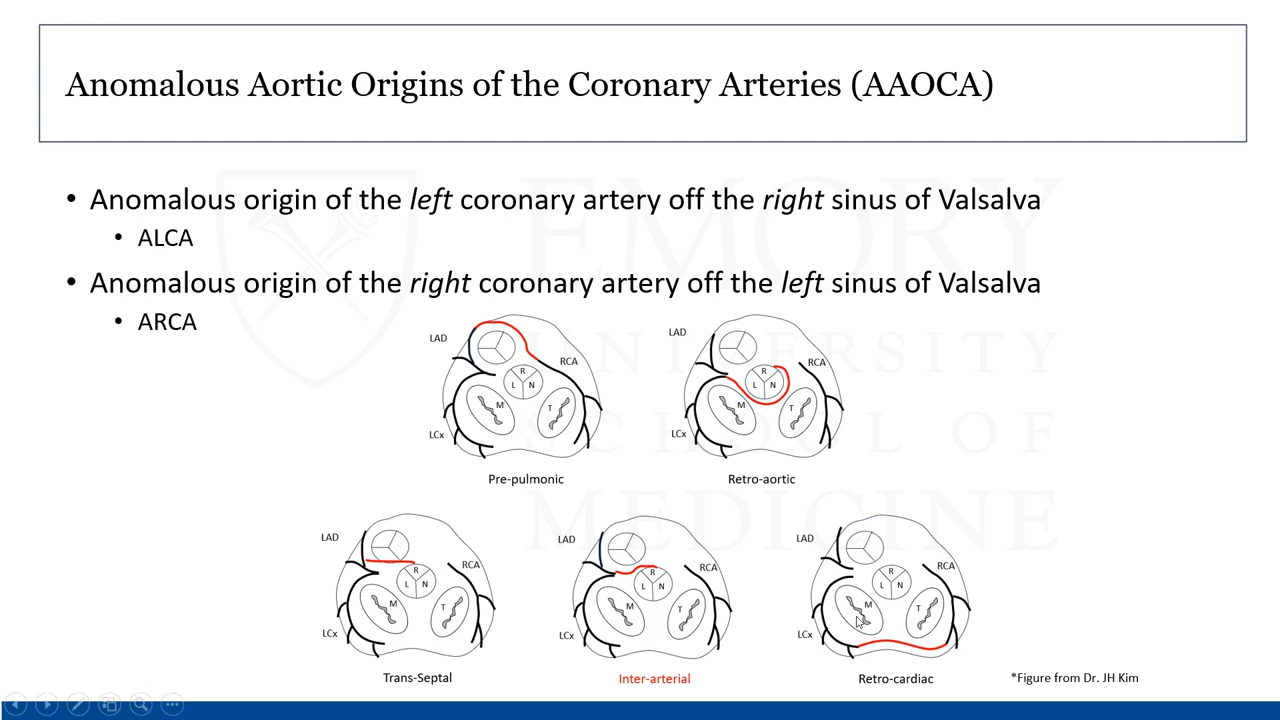 Anomalous Aortic Origins of the Coronary Arteries (AAOCA)
• Anomalous origin of the left coronary artery off the right sinus of Valsalva
• ALCA
• Anomalous origin of the right coronary artery off the left sinus of Valsalva
• ARCA
EMORY
UNIVERSITY
SCHOOL OF
MEDICINE
LAD
RCA
R
L N
M
T
LCx
Pre-pulmonic
LAD
RCA
R
L N
M
T
LCx
Retro-aortic
LAD
RCA
R
L N
M
T
LCx
Trans-Septal
LAD
RCA
R
L N
M
T
LCx
Inter-arterial
LAD
RCA
R
L N
M
T
LCx
Retro-cardiac
*Figure from Dr. JH Kim